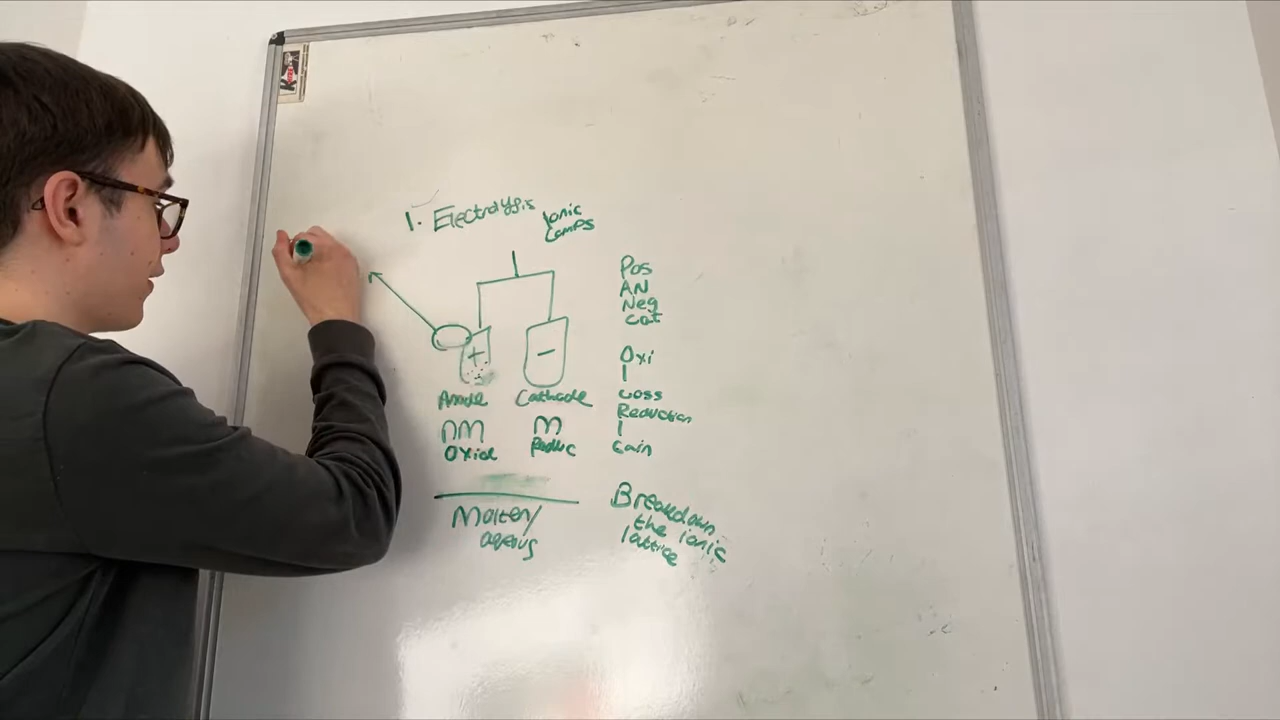 1. Electrolysis
Ionic
Comps
Pos
AN
Neg
Cat
+
−
Oxi
Loss
Reduction
Gain
Anode
Cathode
nM
M
Oxid
Reduc
Molten/
Breakdown
the ionic
lattice